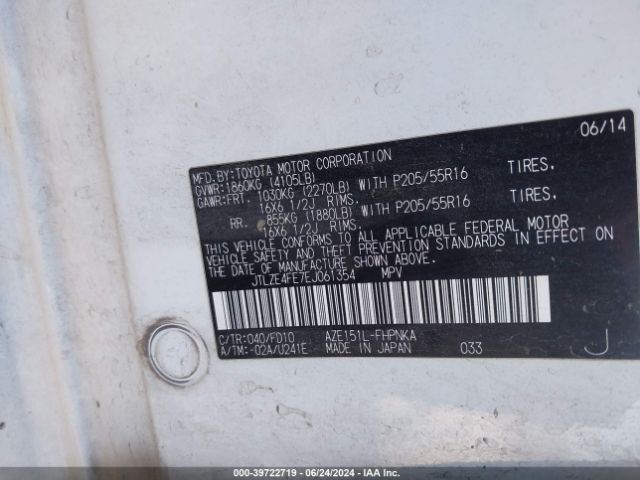 06/14
MFD.BY:TOYOTA MOTOR CORPORATION
GVWR:1860KG (4105LB)
GAWR:FRT. 1030KG (2270LB) WITH P205/55R16 TIRES.
16X6 1/2J RIMS.
RR. 855KG (1880LB) WITH P205/55R16 TIRES.
16X6 1/2J RIMS.
THIS VEHICLE CONFORMS TO ALL APPLICABLE FEDERAL MOTOR
VEHICLE SAFETY AND THEFT PREVENTION STANDARDS IN EFFECT ON
THE DATE OF MANUFACTURE SHOWN ABOVE.
JTLZE4FE7EJ061354 MPV
C/TR:040/FD10 AZE151L-FHPNKA
A/TM:-02A/U241E MADE IN JAPAN 033 J
000-39722719 - 06/24/2024 - IAA Inc.